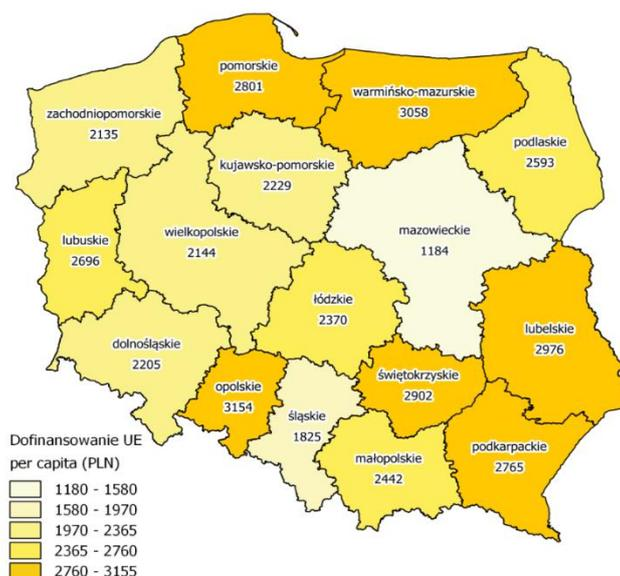 pomorskie
2801
warmińsko-mazurskie
3058
zachodniopomorskie
2135
podlaskie
2593
kujawsko-pomorskie
2229
lubuskie
2696
wielkopolskie
2144
mazowieckie
1184
łódzkie
2370
lubelskie
2976
dolnośląskie
2205
opolskie
3154
śląskie
1825
świętokrzyskie
2902
małopolskie
2442
podkarpackie
2765
Dofinansowanie UE
per capita (PLN)
1180 - 1580
1580 - 1970
1970 - 2365
2365 - 2760
2760 - 3155